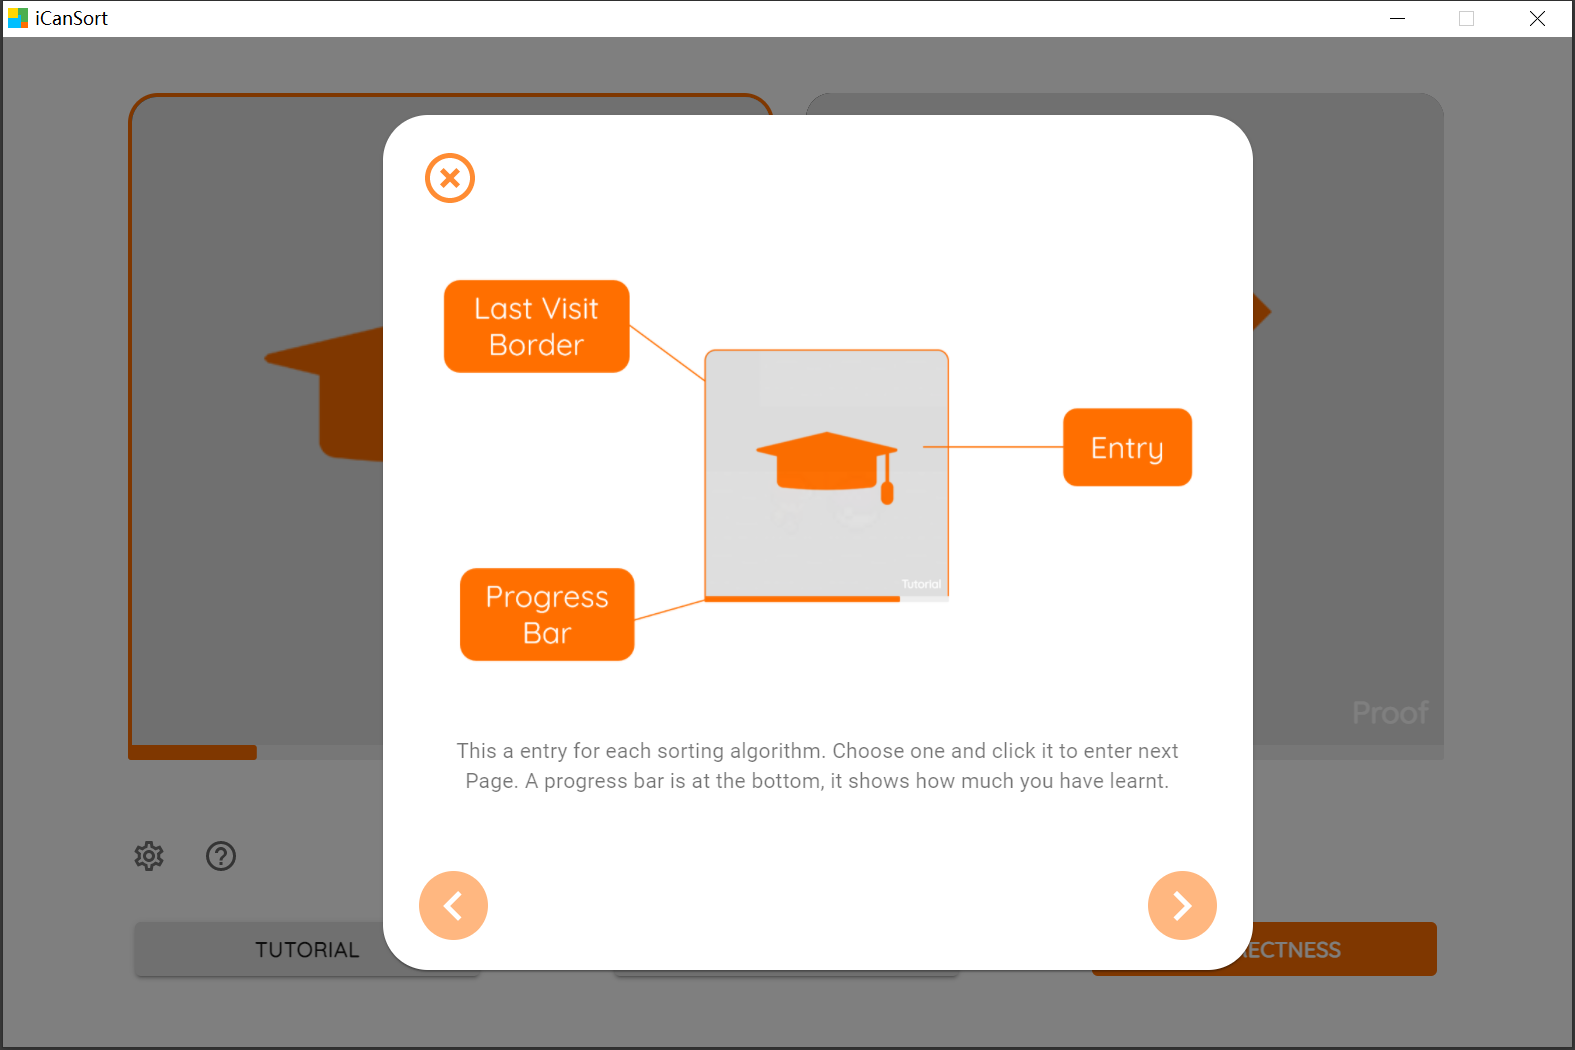 iCanSort
Last Visit
Border
Entry
Tutorial
Progress
Bar
Proof
This a entry for each sorting algorithm. Choose one and click it to enter next
Page. A progress bar is at the bottom, it shows how much you have learnt.
TUTORIAL
ECTNESS